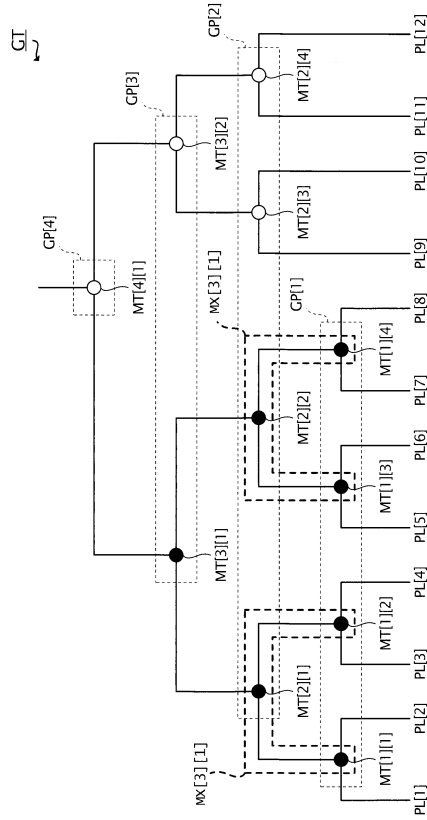 GT
GP[4]
MT[4][1]
GP[3]
MT[3][1]
MT[3][2]
GP[2]
MT[2][1]
MT[2][2]
MT[2][3]
MT[2][4]
MX[3][1]
MX[3][1]
GP[1]
MT[1][1]
MT[1][2]
MT[1][3]
MT[1][4]
PL[1]
PL[2]
PL[3]
PL[4]
PL[5]
PL[6]
PL[7]
PL[8]
PL[9]
PL[10]
PL[11]
PL[12]